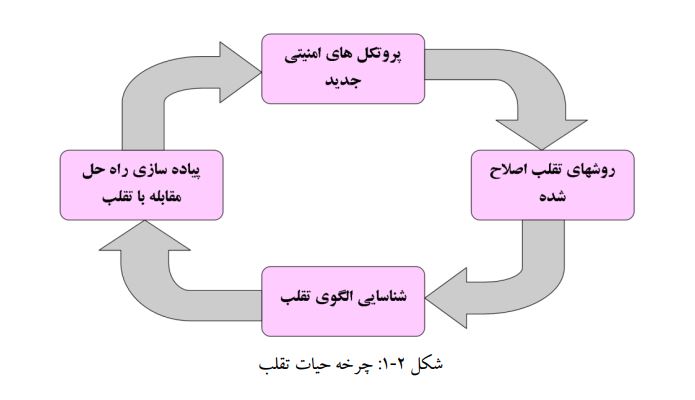 پروتکل های امنیتی
جدید
روشهای تقلب اصلاح
شده
شناسایی الگوی تقلب
پیاده سازی راه حل
مقابله با تقلب
شکل ۲-۱: چرخه حیات تقلب